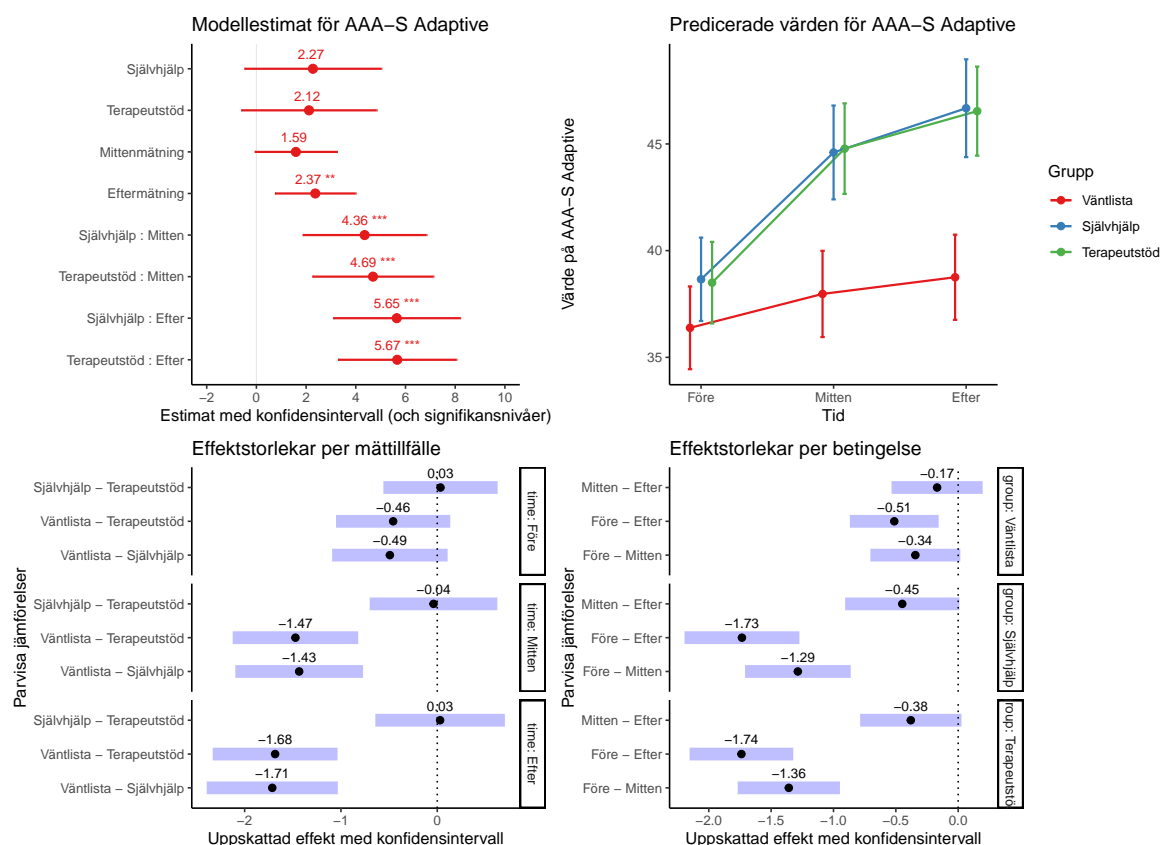 Modellestimat för AAA−S Adaptive
Självhjälp
Terapeutstöd
Mittenmätning
Eftermätning
Självhjälp : Mitten
Terapeutstöd : Mitten
Självhjälp : Efter
Terapeutstöd : Efter
2.27
2.12
1.59
2.37 **
4.36 ***
4.69 ***
5.65 ***
5.67 ***
−2 0 2 4 6 8 10
Estimat med konfidensintervall (och signifikansnivåer)
Predicerade värden för AAA−S Adaptive
Värde på AAA−S Adaptive
45
40
35
Före Mitten Efter
Tid
Grupp
Väntlista
Självhjälp
Terapeutstöd
Effektstorlekar per mättillfälle
Parvisa jämförelser
Självhjälp − Terapeutstöd
Väntlista − Terapeutstöd
Väntlista − Självhjälp
0.03
−0.46
−0.49
time: Före
Självhjälp − Terapeutstöd
Väntlista − Terapeutstöd
Väntlista − Självhjälp
−0.04
−1.47
−1.43
time: Mitten
Självhjälp − Terapeutstöd
Väntlista − Terapeutstöd
Väntlista − Självhjälp
0.03
−1.68
−1.71
time: Efter
−2 −1 0
Uppskattad effekt med konfidensintervall
Effektstorlekar per betingelse
Parvisa jämförelser
Mitten − Efter
Före − Efter
Före − Mitten
−0.17
−0.51
−0.34
group: Väntlista
Mitten − Efter
Före − Efter
Före − Mitten
−0.45
−1.73
−1.29
group: Självhjälp
Mitten − Efter
Före − Efter
Före − Mitten
−0.38
−1.74
−1.36
roup: Terapeutstö
−2.0 −1.5 −1.0 −0.5 0.0
Uppskattad effekt med konfidensintervall